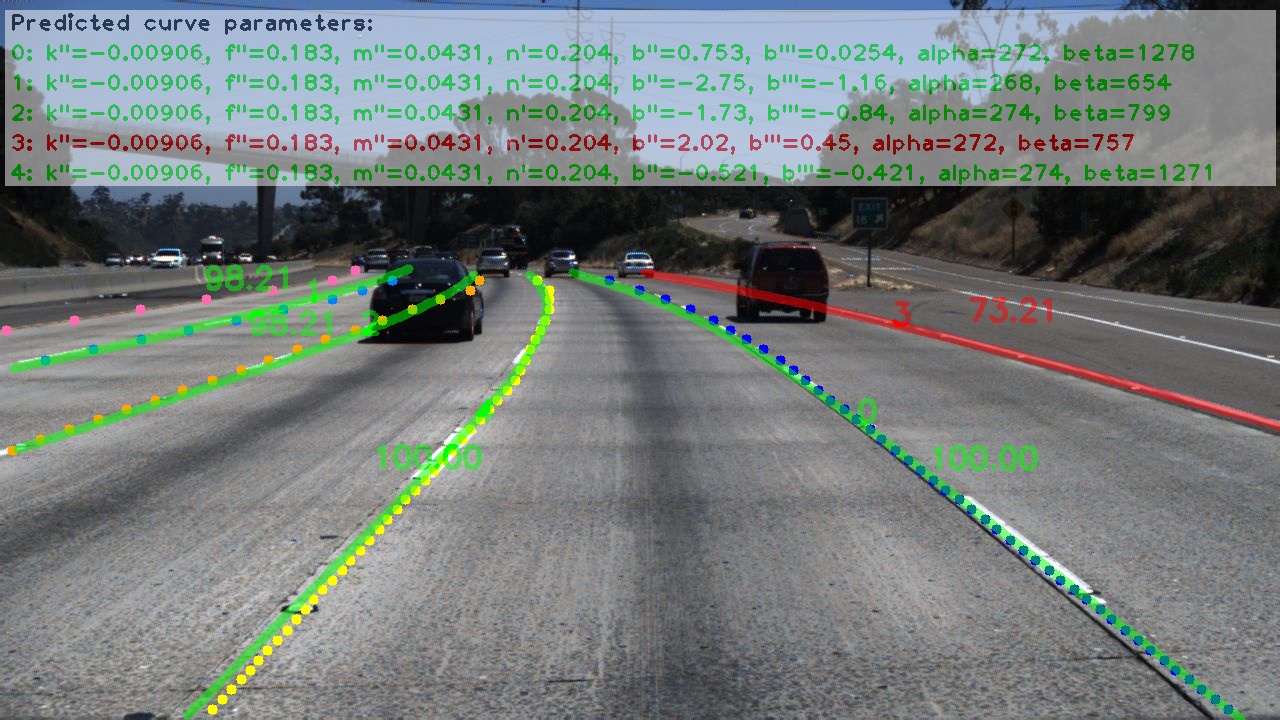 Predicted curve parameters:
0: k''=-0.00906, f''=0.183, m''=0.0431, n'=0.204, b''=0.753, b'''=0.0254, alpha=272, beta=1278
1: k''=-0.00906, f''=0.183, m''=0.0431, n'=0.204, b''=-2.75, b'''=-1.16, alpha=268, beta=654
2: k''=-0.00906, f''=0.183, m''=0.0431, n'=0.204, b''=-1.73, b'''=-0.84, alpha=274, beta=799
3: k''=-0.00906, f''=0.183, m''=0.0431, n'=0.204, b''=2.02, b'''=0.45, alpha=272, beta=757
4: k''=-0.00906, f''=0.183, m''=0.0431, n'=0.204, b''=-0.521, b'''=-0.421, alpha=274, beta=1271
EXIT
98.21 1
98.21 2
3 73.21
0
100.00
100.00